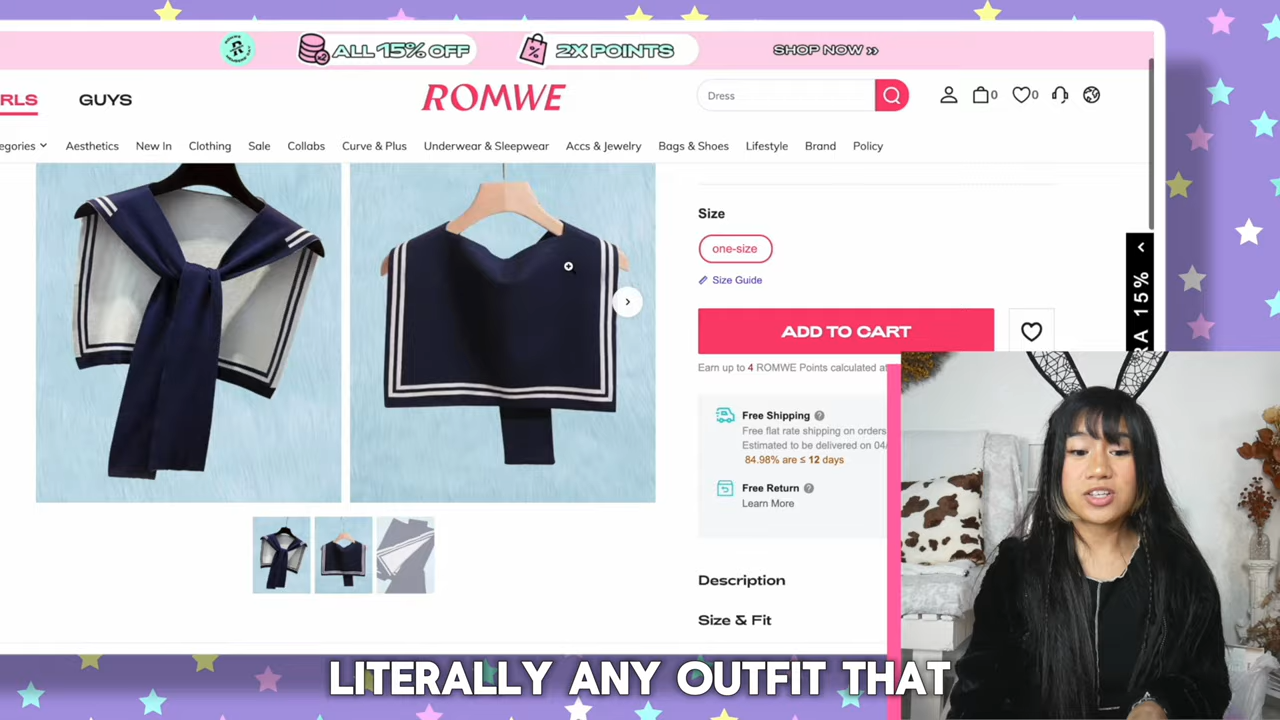 ALL 15% OFF
2X POINTS
SHOP NOW >>
RLS
GUYS
ROMWE
Dress
0
0
egories
Aesthetics
New In
Clothing
Sale
Collabs
Curve & Plus
Underwear & Sleepwear
Accs & Jewelry
Bags & Shoes
Lifestyle
Brand
Policy
Size
one-size
Size Guide
ADD TO CART
Earn up to 4 ROMWE Points calculated at
RA 15%
Free Shipping
Free flat rate shipping on orders
Estimated to be delivered on 04/
84.98% are ≤ 12 days
Free Return
Learn More
Description
Size & Fit
LITERALLY ANY OUTFIT THAT